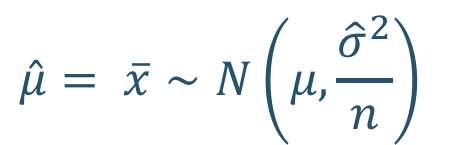 μ̂ = x̄ ~ N(μ, σ̂²/n)